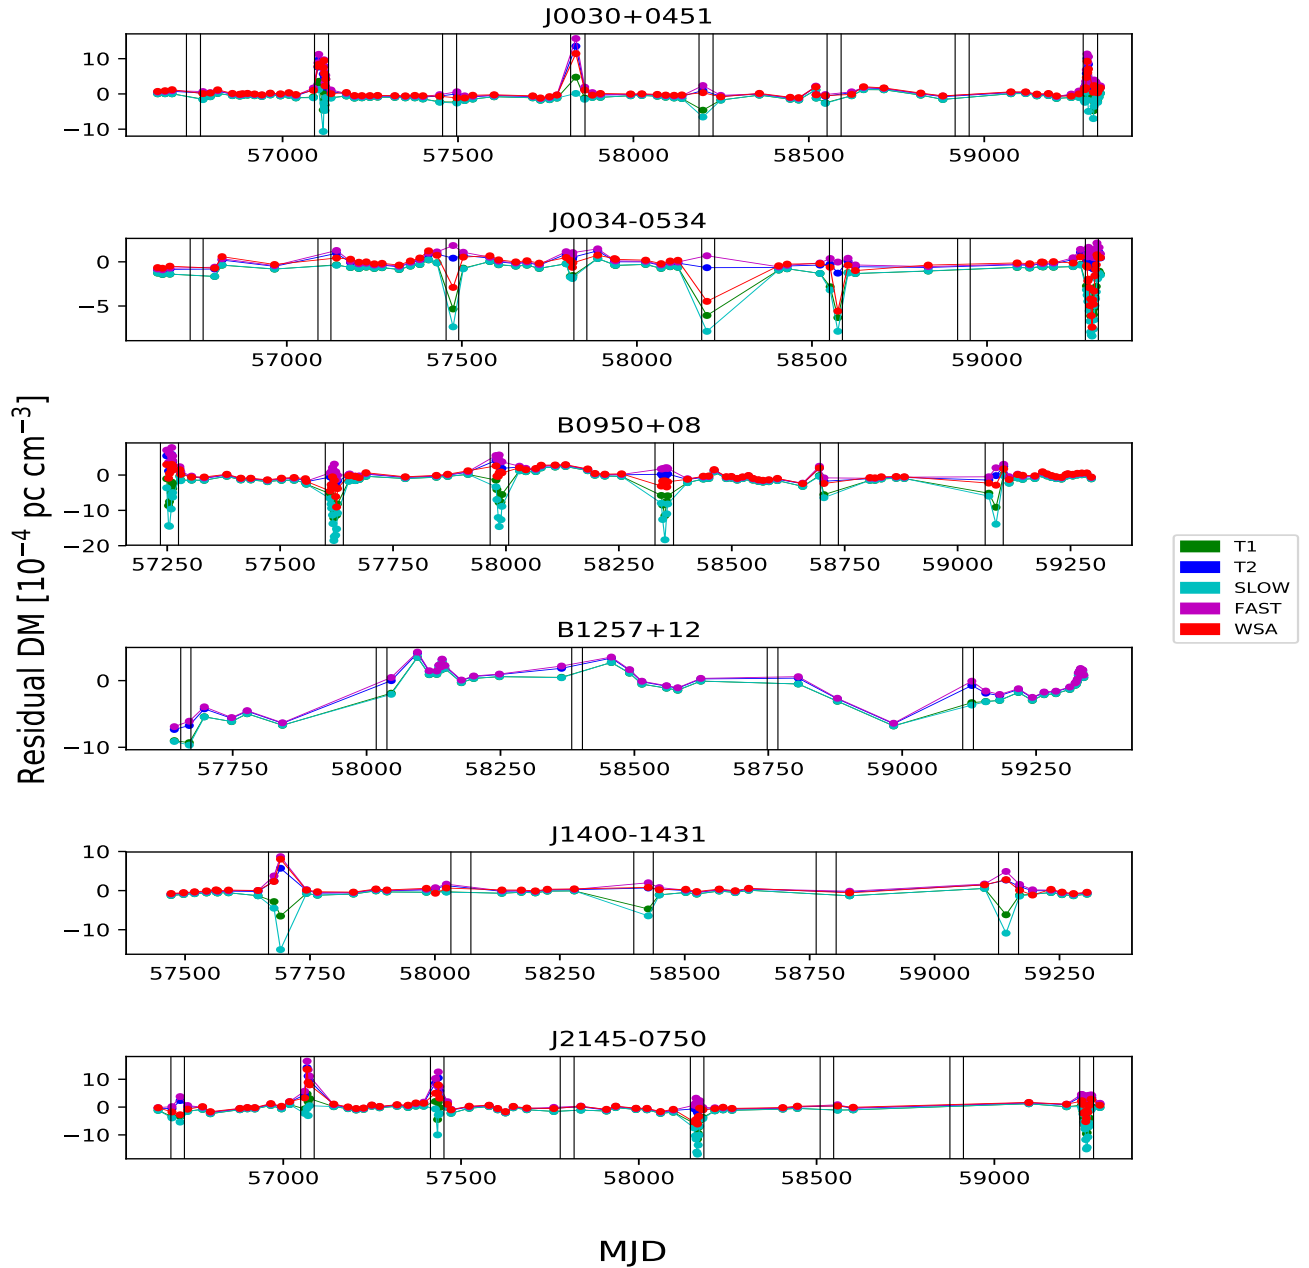 J0030+0451
10
0
−10
57000 57500 58000 58500 59000
J0034-0534
0
−5
57000 57500 58000 58500 59000
B0950+08
0
−10
−20
57250 57500 57750 58000 58250 58500 58750 59000 59250
B1257+12
0
−10
57750 58000 58250 58500 58750 59000 59250
J1400-1431
10
0
−10
57500 57750 58000 58250 58500 58750 59000 59250
J2145-0750
10
0
−10
57000 57500 58000 58500 59000
MJD
Residual DM [10⁻⁴ pc cm⁻³]
T1
T2
SLOW
FAST
WSA